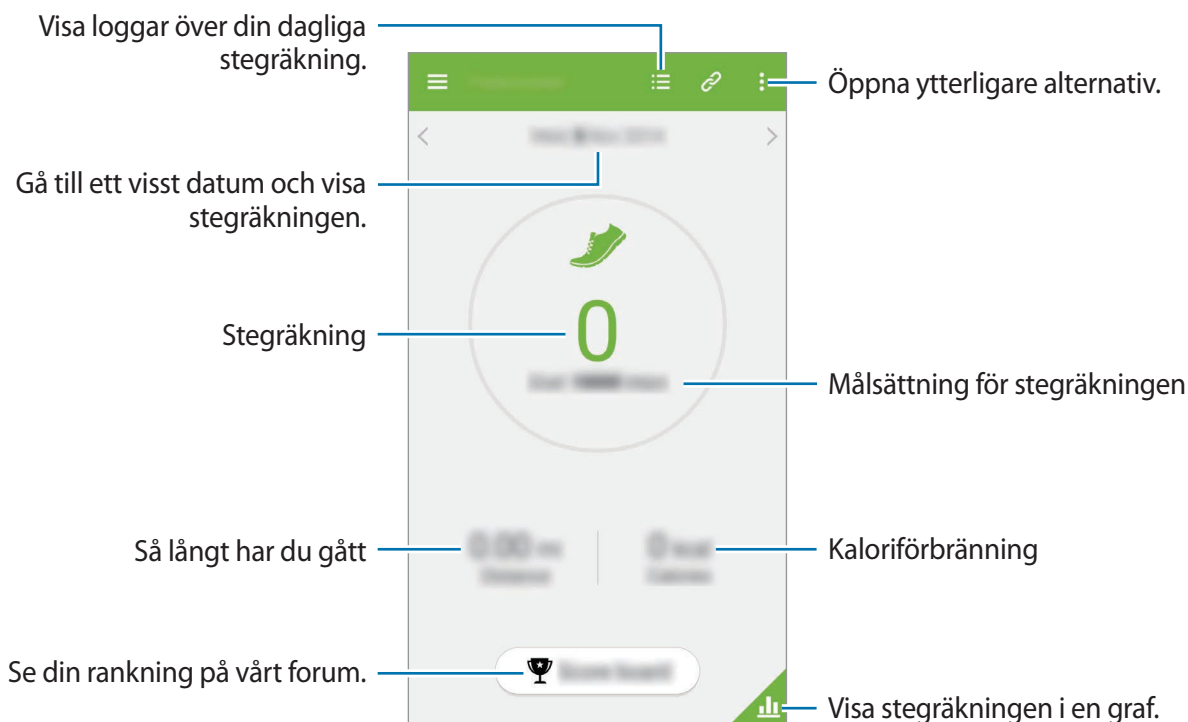 Visa loggar över din dagliga
stegräkning.
Öppna ytterligare alternativ.
Gå till ett visst datum och visa
stegräkningen.
Stegräkning
0
Målsättning för stegräkningen
Så långt har du gått
Kaloriförbränning
Se din rankning på vårt forum.
Visa stegräkningen i en graf.